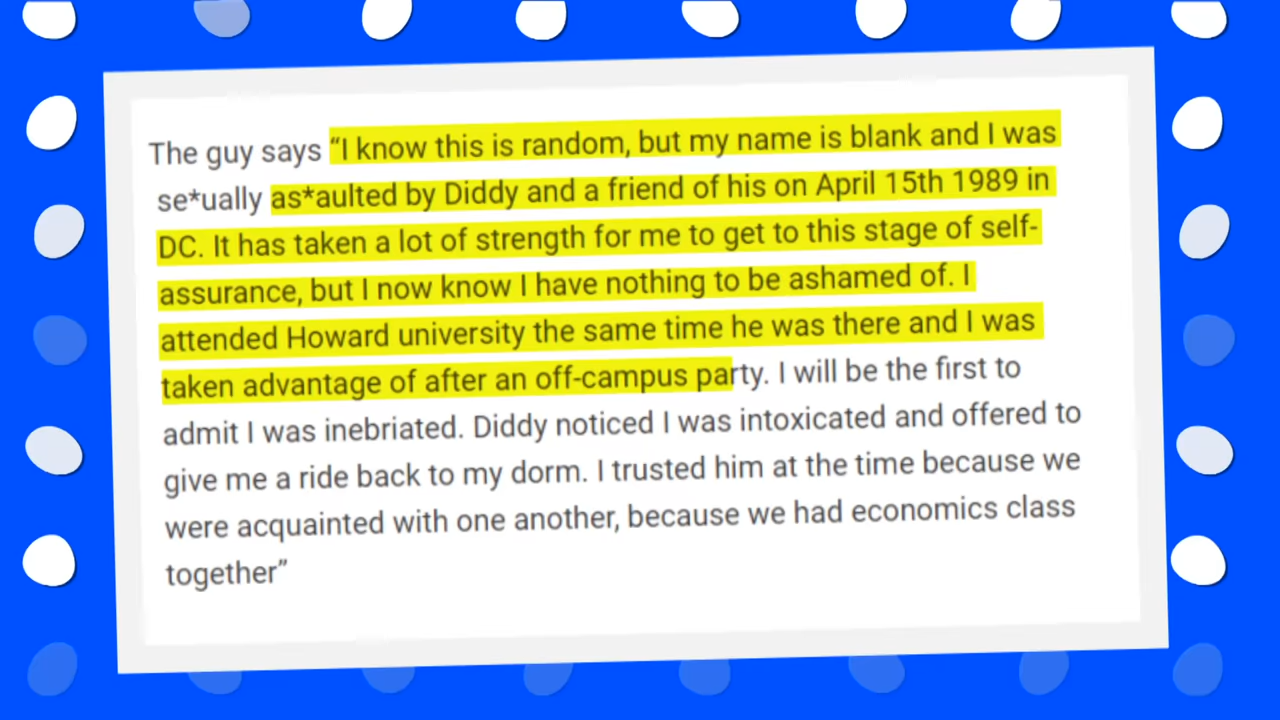 The guy says “I know this is random, but my name is blank and I was
se*ually as*aulted by Diddy and a friend of his on April 15th 1989 in
DC. It has taken a lot of strength for me to get to this stage of self-
assurance, but I now know I have nothing to be ashamed of. I
attended Howard university the same time he was there and I was
taken advantage of after an off-campus party. I will be the first to
admit I was inebriated. Diddy noticed I was intoxicated and offered to
give me a ride back to my dorm. I trusted him at the time because we
were acquainted with one another, because we had economics class
together”